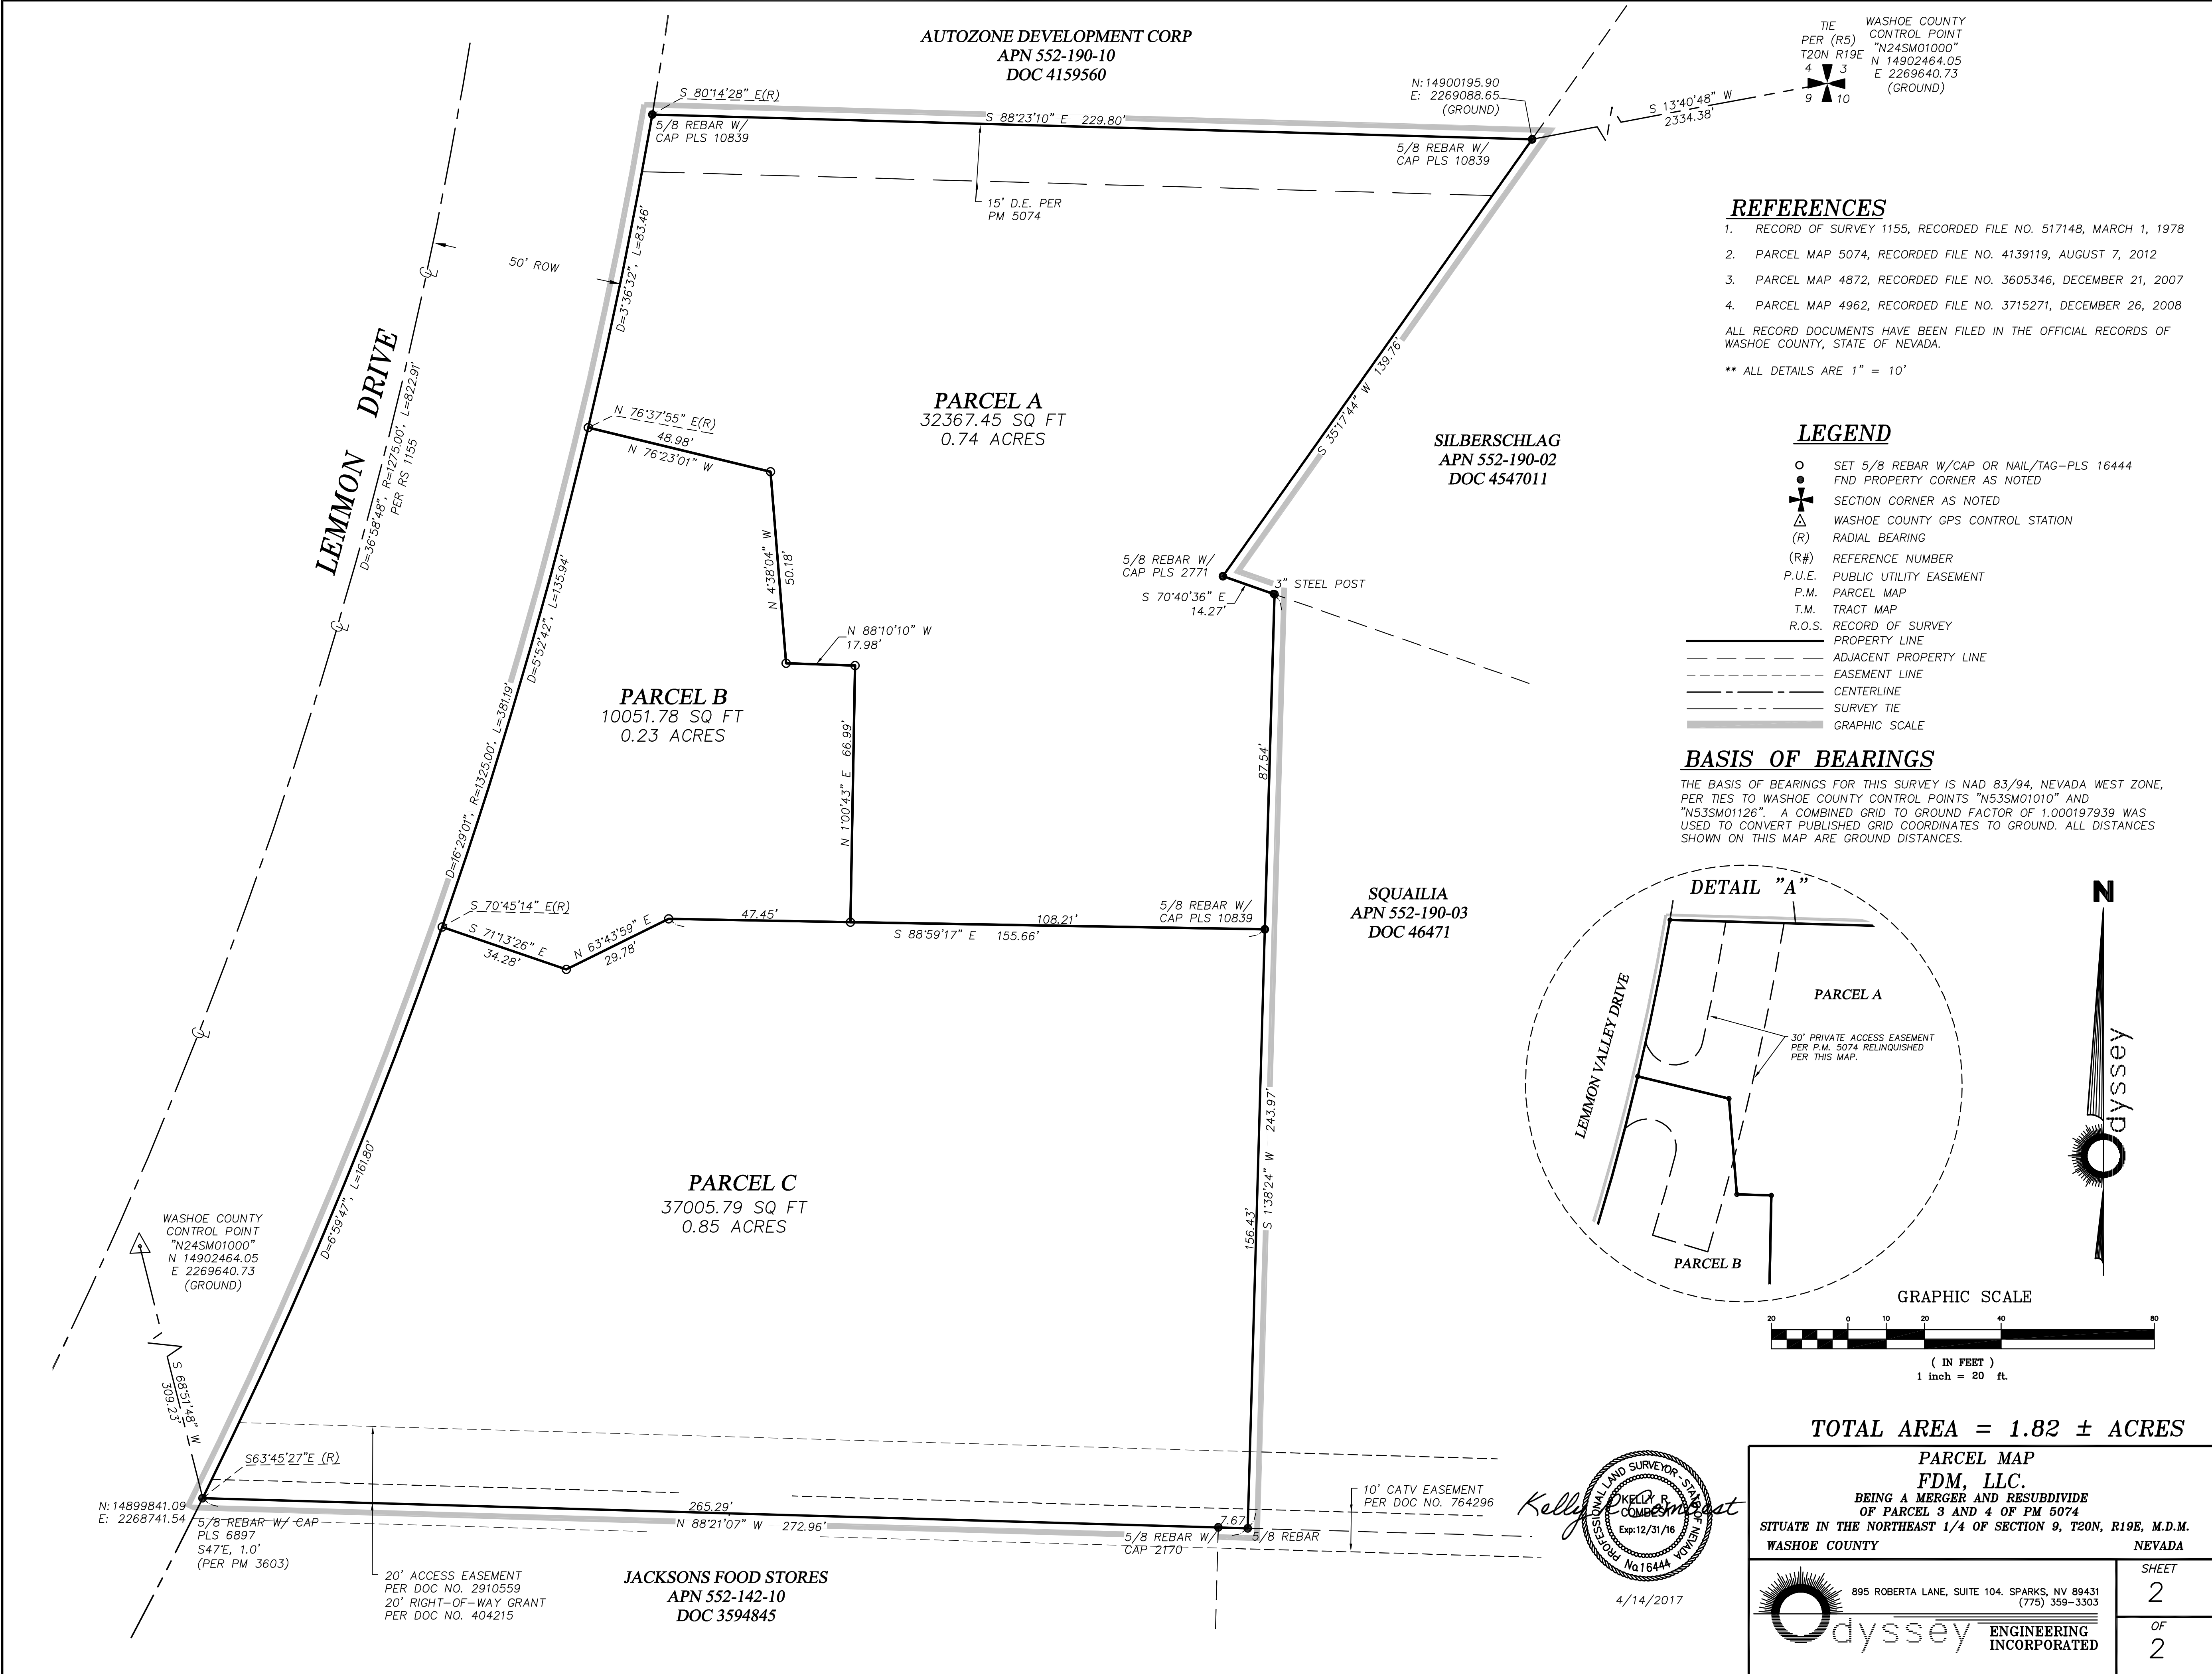 AUTOZONE DEVELOPMENT CORP
APN 552-190-10
DOC 4159560
TIE
PER (R5)
T20N R19E
4 3
9 10
WASHOE COUNTY
CONTROL POINT
"N24SM01000"
N 14902464.05
E 2269640.73
(GROUND)
N: 14900195.90
E: 2269088.65
(GROUND)
S 13°40'48" W
2334.38'
S 80°14'28" E(R)
5/8 REBAR W/
CAP PLS 10839
S 88°23'10" E 229.80'
5/8 REBAR W/
CAP PLS 10839
15' D.E. PER
PM 5074
50' ROW
D=3°36'32", L=83.46'
LEMMON DRIVE
D=36°58'48", R=1275.00', L=822.91'
PER RS 1155
PARCEL A
32367.45 SQ FT
0.74 ACRES
N 76°37'55" E(R)
48.98'
N 76°23'01" W
S 35°17'44" W 139.76'
SILBERSCHLAG
APN 552-190-02
DOC 4547011
N 4°38'04" W
50.18'
5/8 REBAR W/
CAP PLS 2771
3" STEEL POST
S 70°40'36" E
14.27'
N 88°10'10" W
17.98'
D=5°52'42", L=135.94'
D=16°29'01", R=1325.00', L=381.19'
PARCEL B
10051.78 SQ FT
0.23 ACRES
N 1°00'43" E 66.99'
87.54'
S 70°45'14" E(R)
S 71°13'26" E
34.28'
N 63°43'59" E
29.78'
47.45'
108.21'
S 88°59'17" E 155.66'
5/8 REBAR W/
CAP PLS 10839
SQUAILIA
APN 552-190-03
DOC 46471
D=6°59'47", L=161.80'
PARCEL C
37005.79 SQ FT
0.85 ACRES
156.43'
S 1°38'24" W 243.97'
WASHOE COUNTY
CONTROL POINT
"N24SM01000"
N 14902464.05
E 2269640.73
(GROUND)
S 68°51'48" W
309.23'
S63°45'27"E (R)
N: 14899841.09
E: 2268741.54
5/8 REBAR W/ CAP
PLS 6897
S47°E, 1.0'
(PER PM 3603)
265.29'
N 88°21'07" W 272.96'
7.67'
5/8 REBAR W/
CAP 2170
5/8 REBAR
10' CATV EASEMENT
PER DOC NO. 764296
20' ACCESS EASEMENT
PER DOC NO. 2910559
20' RIGHT-OF-WAY GRANT
PER DOC NO. 404215
JACKSONS FOOD STORES
APN 552-142-10
DOC 3594845
REFERENCES
1. RECORD OF SURVEY 1155, RECORDED FILE NO. 517148, MARCH 1, 1978
2. PARCEL MAP 5074, RECORDED FILE NO. 4139119, AUGUST 7, 2012
3. PARCEL MAP 4872, RECORDED FILE NO. 3605346, DECEMBER 21, 2007
4. PARCEL MAP 4962, RECORDED FILE NO. 3715271, DECEMBER 26, 2008
ALL RECORD DOCUMENTS HAVE BEEN FILED IN THE OFFICIAL RECORDS OF
WASHOE COUNTY, STATE OF NEVADA.
** ALL DETAILS ARE 1" = 10'
LEGEND
SET 5/8 REBAR W/CAP OR NAIL/TAG-PLS 16444
FND PROPERTY CORNER AS NOTED
SECTION CORNER AS NOTED
WASHOE COUNTY GPS CONTROL STATION
(R) RADIAL BEARING
(R#) REFERENCE NUMBER
P.U.E. PUBLIC UTILITY EASEMENT
P.M. PARCEL MAP
T.M. TRACT MAP
R.O.S. RECORD OF SURVEY
PROPERTY LINE
ADJACENT PROPERTY LINE
EASEMENT LINE
CENTERLINE
SURVEY TIE
GRAPHIC SCALE
BASIS OF BEARINGS
THE BASIS OF BEARINGS FOR THIS SURVEY IS NAD 83/94, NEVADA WEST ZONE,
PER TIES TO WASHOE COUNTY CONTROL POINTS "N53SM01010" AND
"N53SM01126". A COMBINED GRID TO GROUND FACTOR OF 1.000197939 WAS
USED TO CONVERT PUBLISHED GRID COORDINATES TO GROUND. ALL DISTANCES
SHOWN ON THIS MAP ARE GROUND DISTANCES.
DETAIL "A"
LEMMON VALLEY DRIVE
PARCEL A
30' PRIVATE ACCESS EASEMENT
PER P.M. 5074 RELINQUISHED
PER THIS MAP.
PARCEL B
N
Odyssey
GRAPHIC SCALE
20 0 10 20 40 80
( IN FEET )
1 inch = 20 ft.
TOTAL AREA = 1.82 ± ACRES
Kelly R Combest
PROFESSIONAL LAND SURVEYOR - STATE OF NEVADA
KELLY R.
COMBEST
Exp: 12/31/16
No. 16444
4/14/2017
PARCEL MAP
FDM, LLC.
BEING A MERGER AND RESUBDIVIDE
OF PARCEL 3 AND 4 OF PM 5074
SITUATE IN THE NORTHEAST 1/4 OF SECTION 9, T20N, R19E, M.D.M.
WASHOE COUNTY NEVADA
895 ROBERTA LANE, SUITE 104. SPARKS, NV 89431
(775) 359-3303
Odyssey ENGINEERING
INCORPORATED
SHEET
2
OF
2